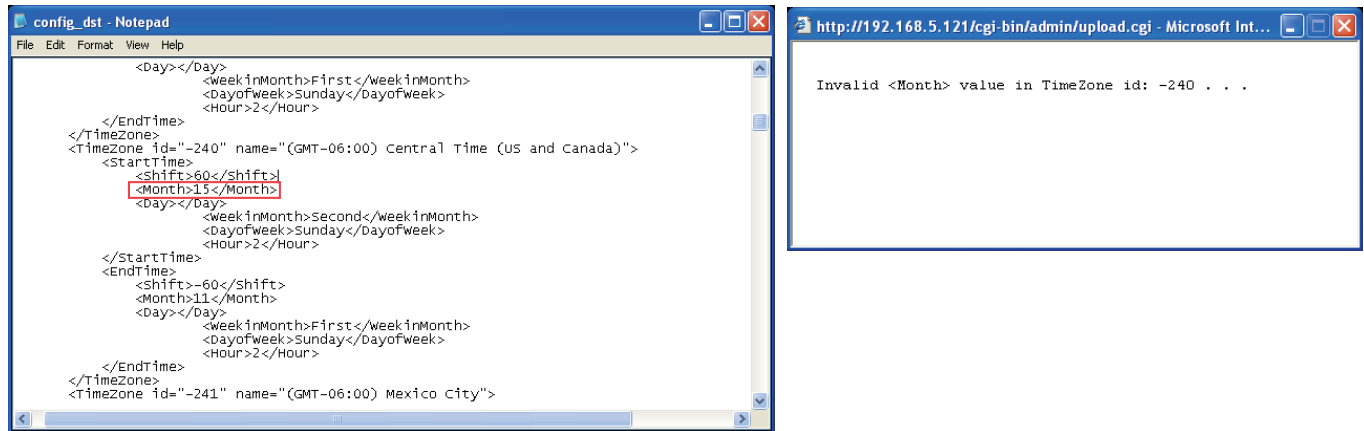 config_dst - Notepad
File Edit Format View Help
<Day></Day>
<WeekinMonth>First</WeekinMonth>
<DayofWeek>Sunday</DayofWeek>
<Hour>2</Hour>
</EndTime>
</TimeZone>
<TimeZone id="-240" name="(GMT-06:00) Central Time (US and Canada)">
<StartTime>
<Shift>60</Shift>
<Month>15</Month>
<Day></Day>
<WeekinMonth>Second</WeekinMonth>
<DayofWeek>Sunday</DayofWeek>
<Hour>2</Hour>
</StartTime>
<EndTime>
<Shift>-60</Shift>
<Month>11</Month>
<Day></Day>
<WeekinMonth>First</WeekinMonth>
<DayofWeek>Sunday</DayofWeek>
<Hour>2</Hour>
</EndTime>
</TimeZone>
<TimeZone id="-241" name="(GMT-06:00) Mexico City">
http://192.168.5.121/cgi-bin/admin/upload.cgi - Microsoft Int...
Invalid <Month> value in TimeZone id: -240 . . .